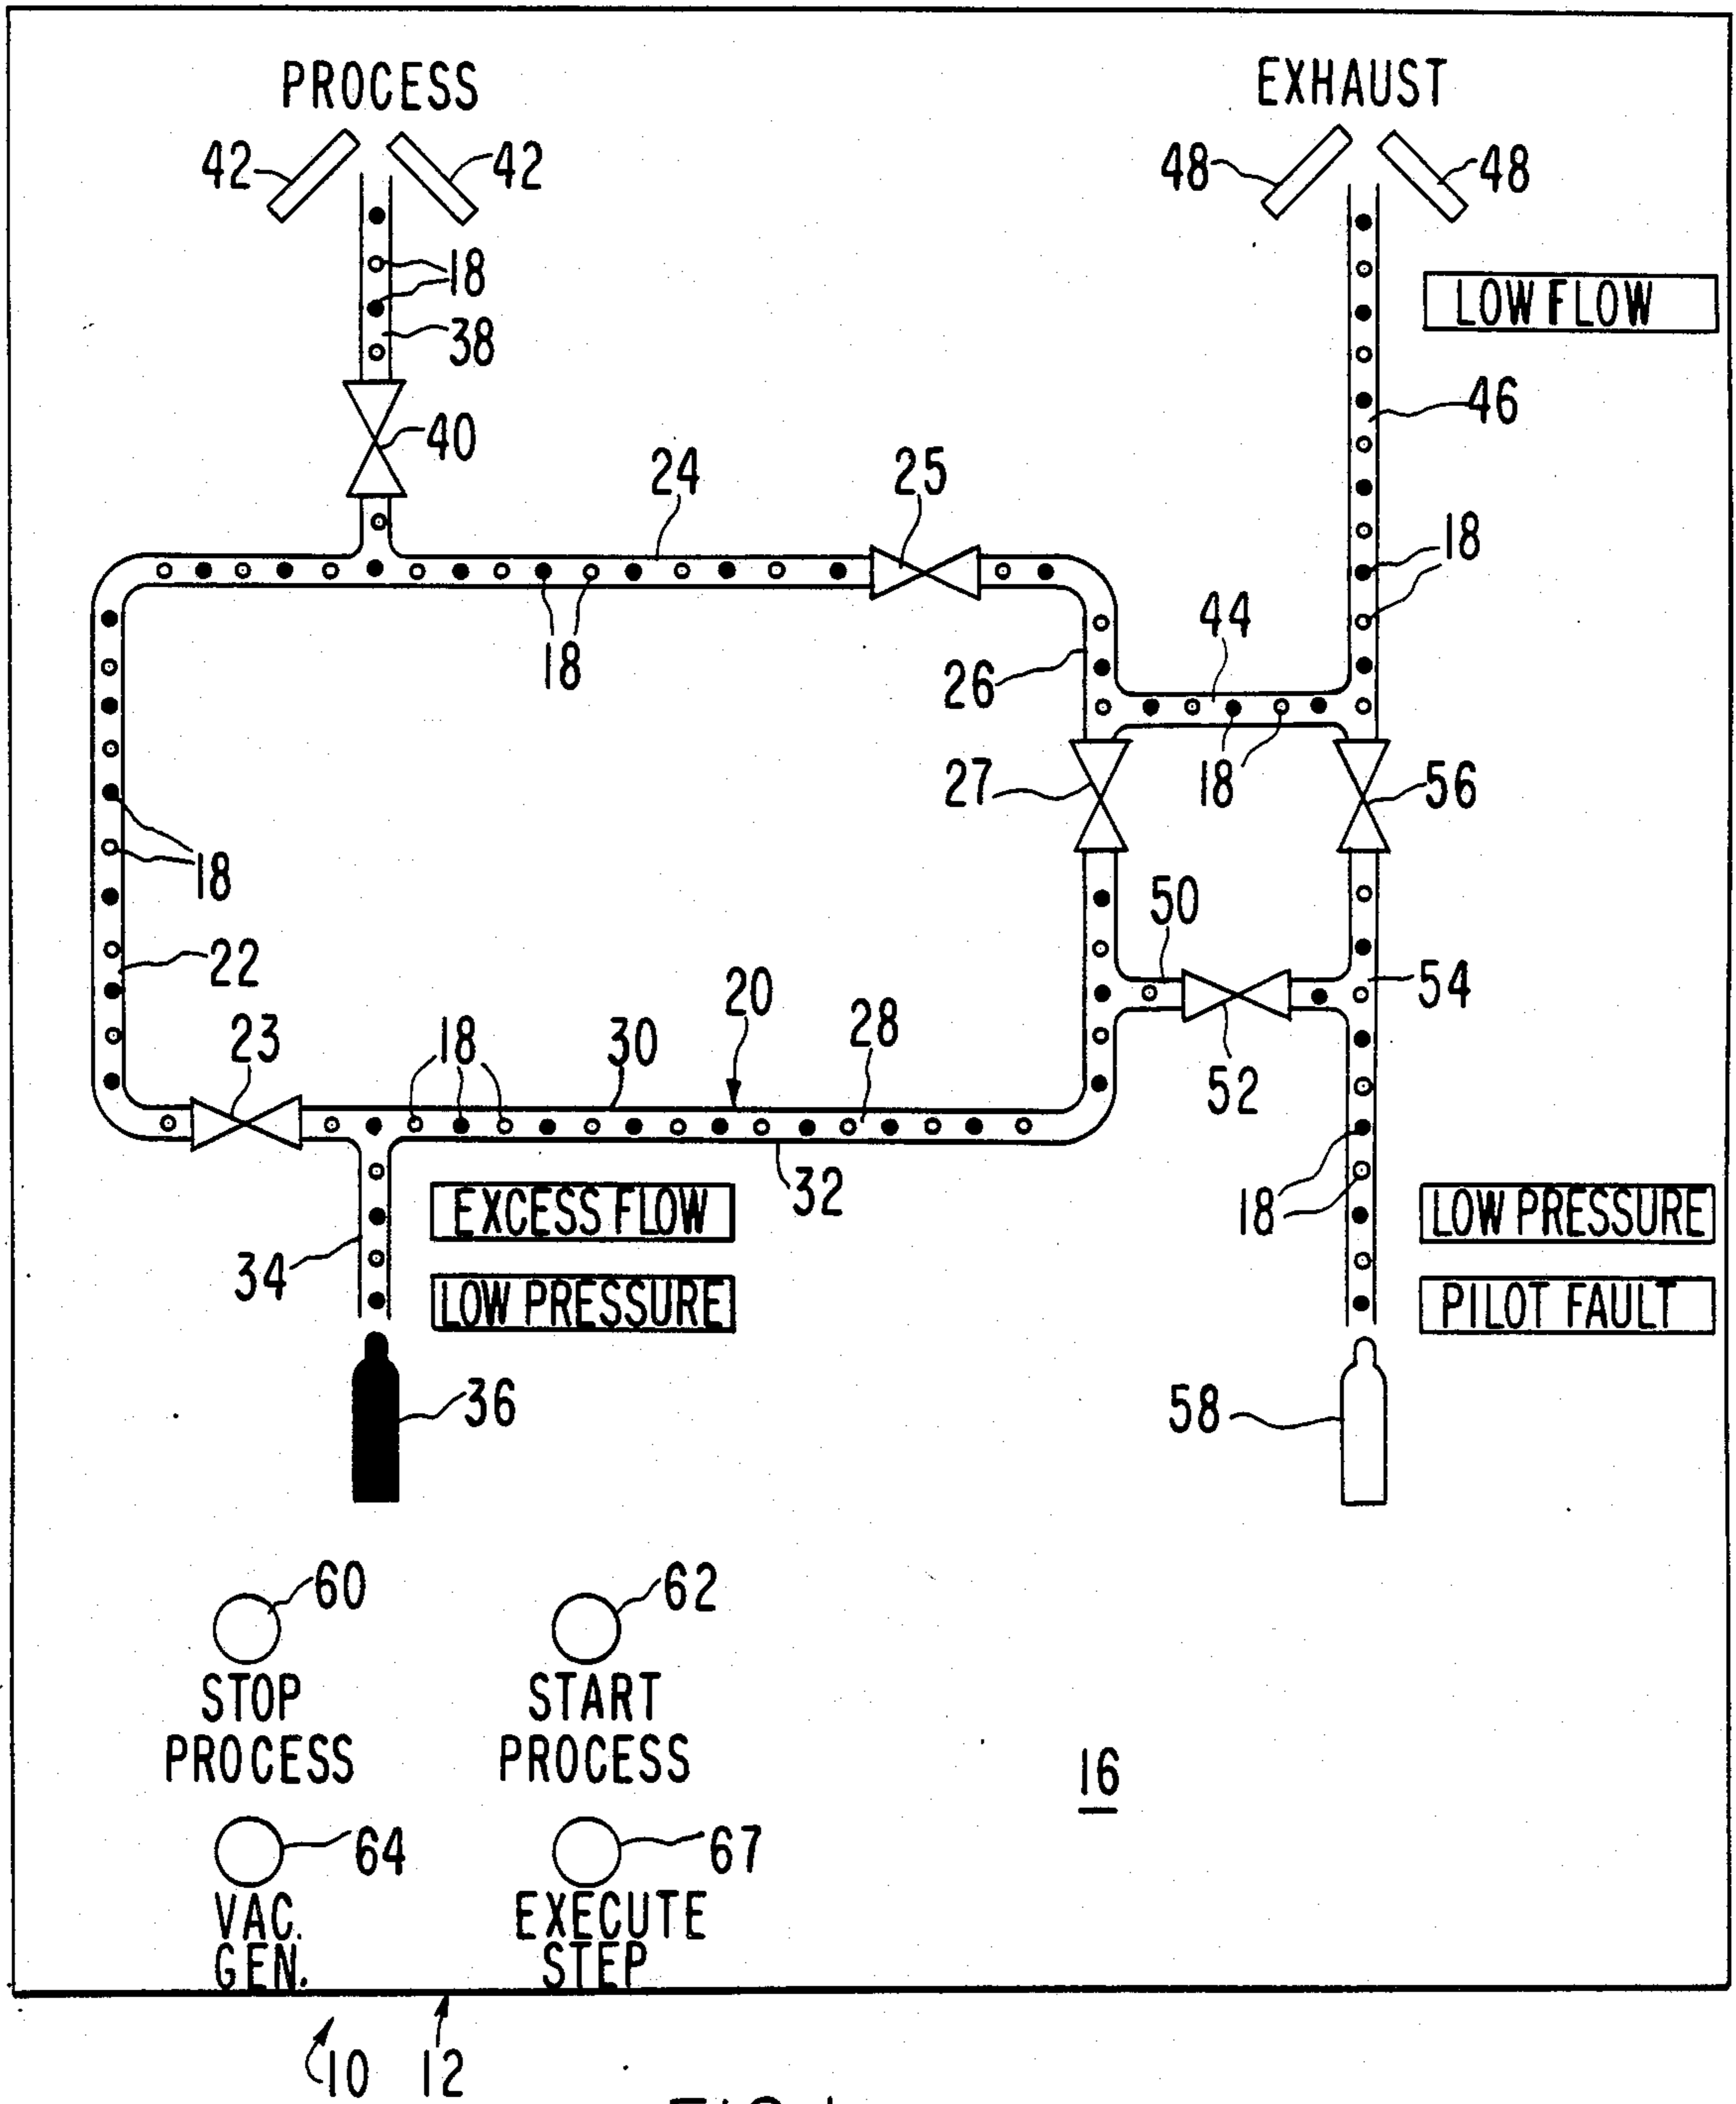 PROCESS
EXHAUST
42
42
48
48
18
LOW FLOW
38
46
40
24
25
18
44
18
26
27
18
56
18
50
22
20
54
23
18
30
28
52
32
EXCESS FLOW
18
LOW PRESSURE
34
LOW PRESSURE
PILOT FAULT
36
58
60
62
STOP
PROCESS
START
PROCESS
16
64
67
VAC.
GEN.
EXECUTE
STEP
10
12